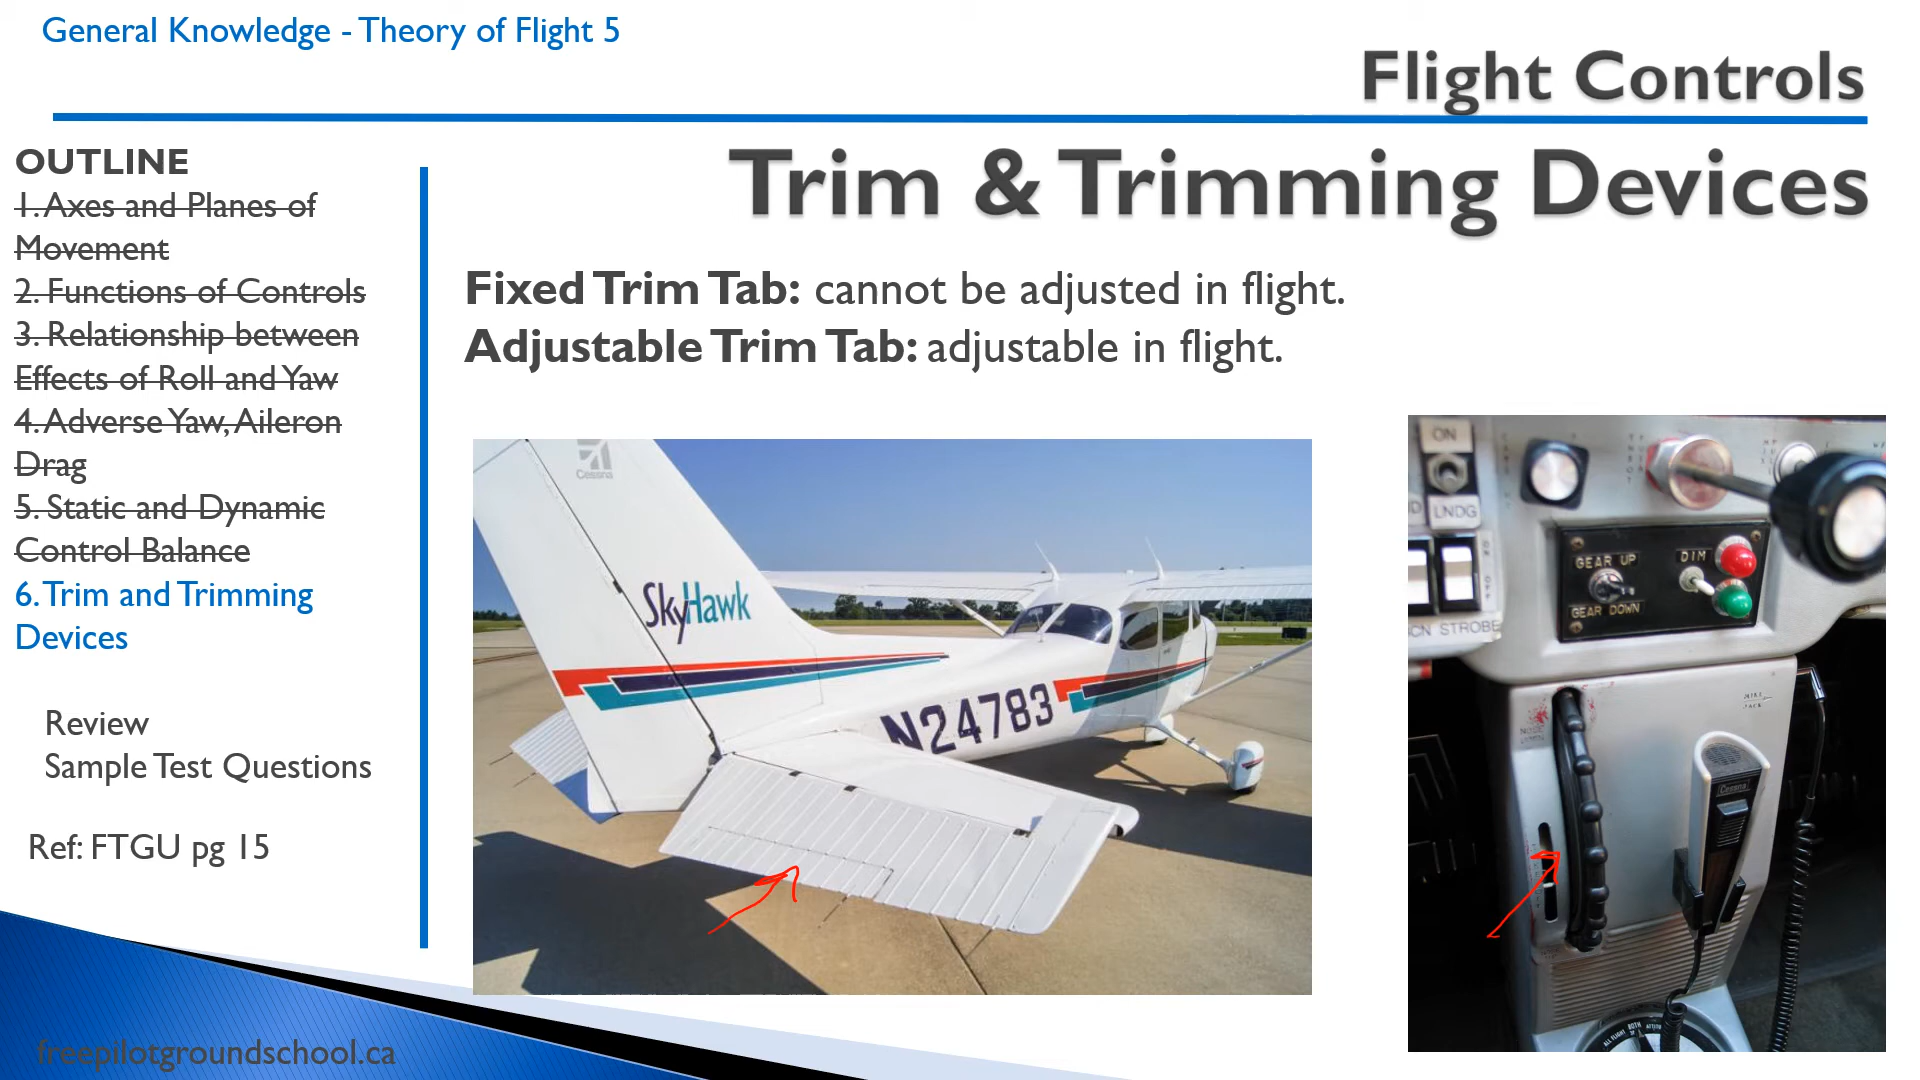 General Knowledge - Theory of Flight 5
Flight Controls
Trim & Trimming Devices
OUTLINE
1. Axes and Planes of
Movement
2. Functions of Controls
3. Relationship between
Effects of Roll and Yaw
4. Adverse Yaw, Aileron
Drag
5. Static and Dynamic
Control Balance
6. Trim and Trimming
Devices
Review
Sample Test Questions
Ref: FTGU pg 15
freepilotgroundschool.ca
Fixed Trim Tab: cannot be adjusted in flight.
Adjustable Trim Tab: adjustable in flight.
Cessna
SkyHawk
N24783
ON
LNDG
GEAR UP
DIM
GEAR DOWN
STROBE
Cessna
BOTH